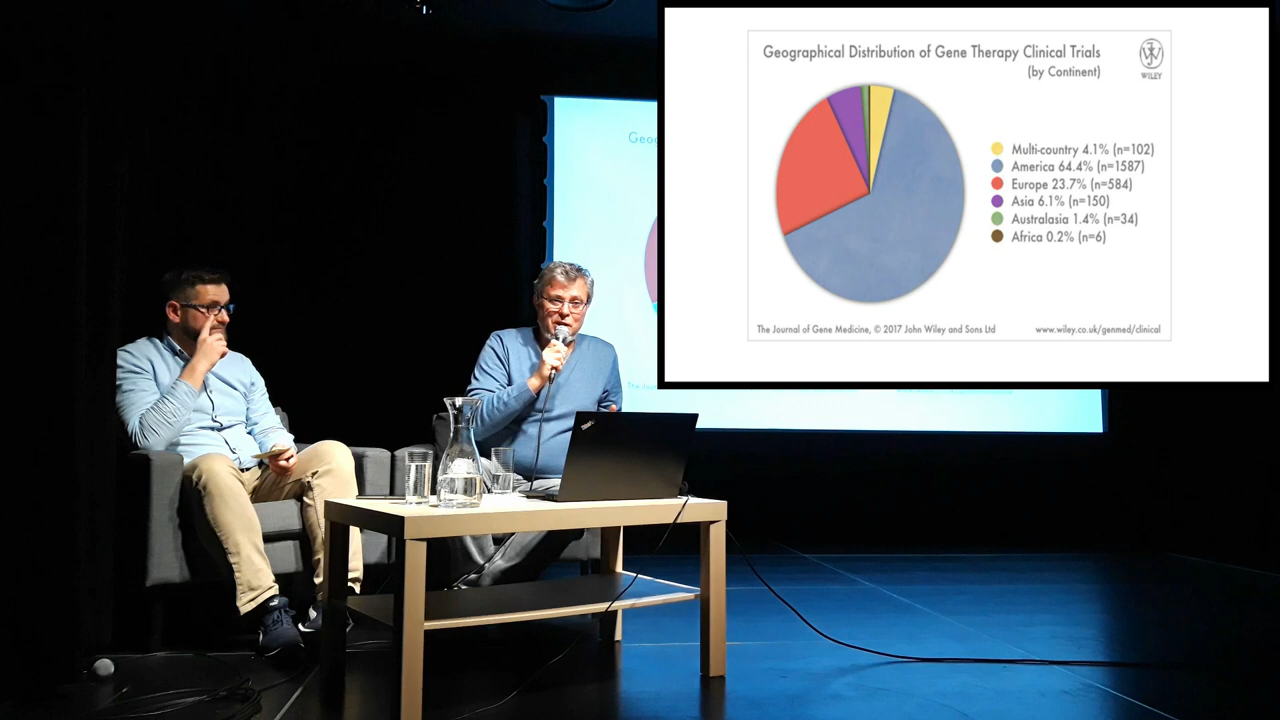 Geographical Distribution of Gene Therapy Clinical Trials
(by Continent)
WILEY
Multi-country 4.1% (n=102)
America 64.4% (n=1587)
Europe 23.7% (n=584)
Asia 6.1% (n=150)
Australasia 1.4% (n=34)
Africa 0.2% (n=6)
The Journal of Gene Medicine, © 2017 John Wiley and Sons Ltd
www.wiley.co.uk/genmed/clinical
Geo
ThinkPad